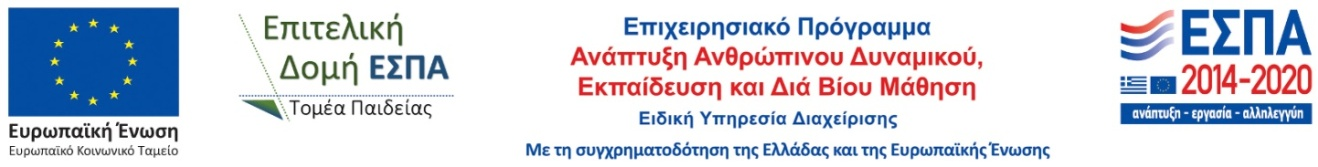 Ευρωπαϊκή Ένωση
Ευρωπαϊκό Κοινωνικό Ταμείο
Επιτελική
Δομή ΕΣΠΑ
Τομέα Παιδείας
Επιχειρησιακό Πρόγραμμα
Ανάπτυξη Ανθρώπινου Δυναμικού,
Εκπαίδευση και Διά Βίου Μάθηση
Ειδική Υπηρεσία Διαχείρισης
Με τη συγχρηματοδότηση της Ελλάδας και της Ευρωπαϊκής Ένωσης
ΕΣΠΑ
2014-2020
ανάπτυξη - εργασία - αλληλεγγύη